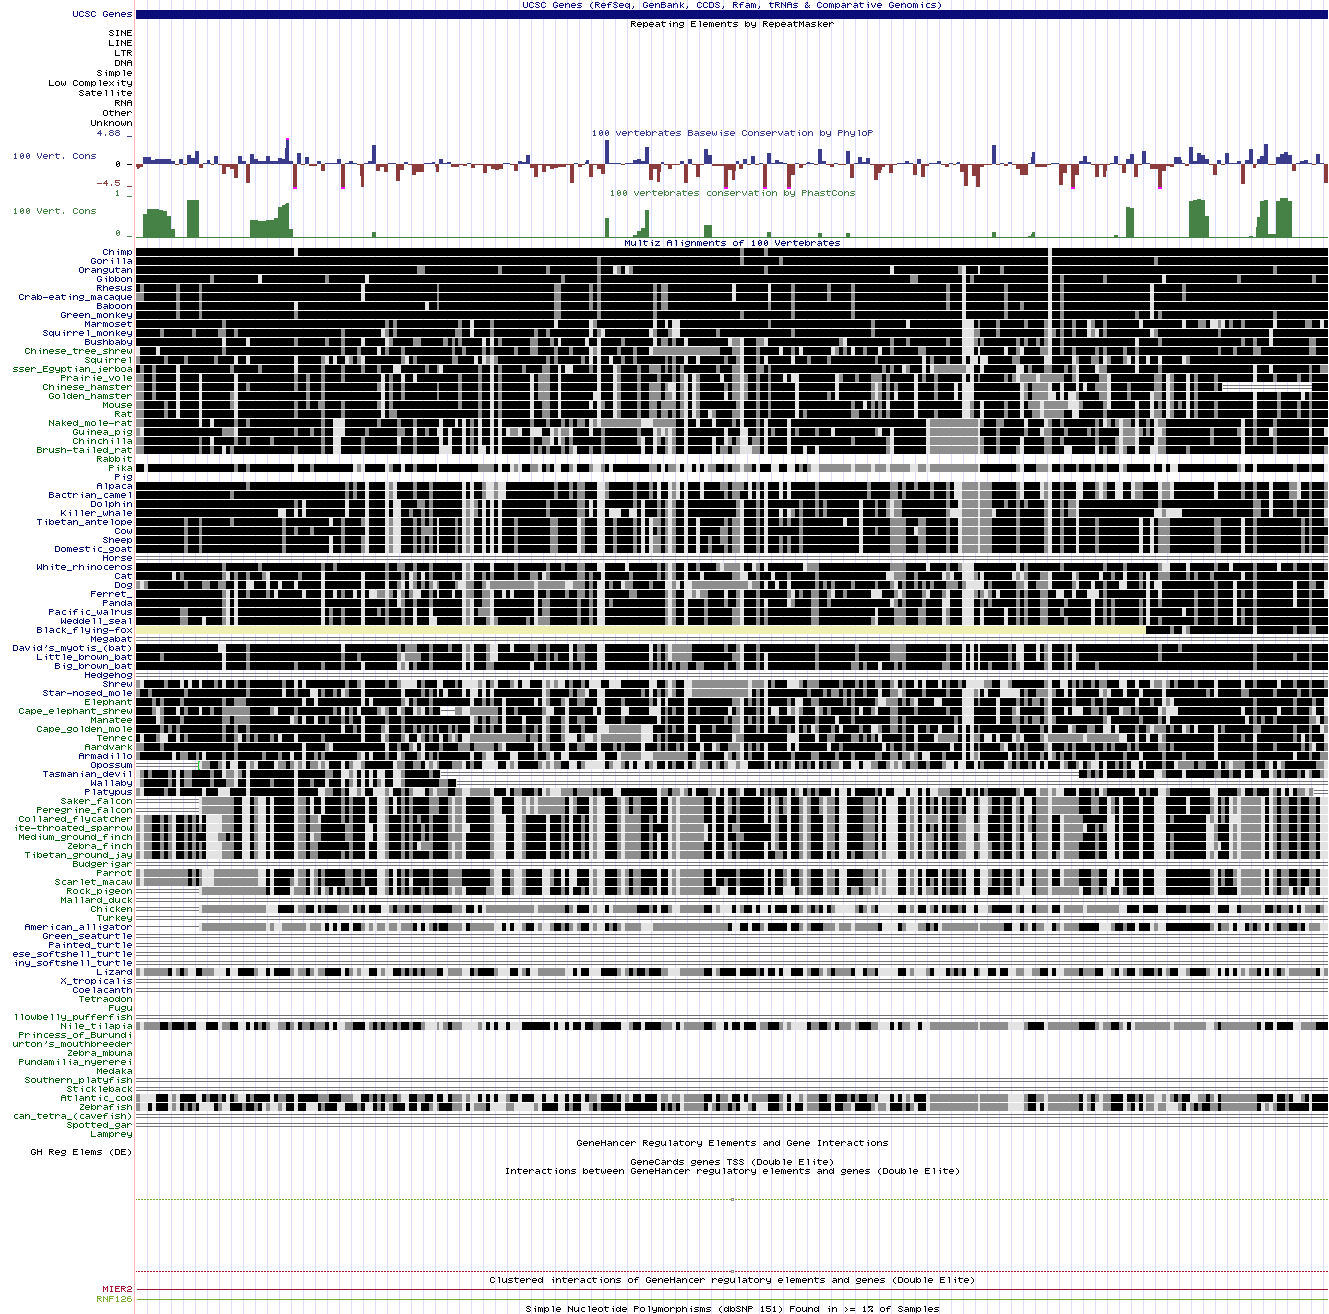 UCSC Genes (RefSeq, GenBank, CCDS, Rfam, tRNAs & Comparative Genomics)
UCSC Genes
Repeating Elements by RepeatMasker
SINE
LINE
LTR
DNA
Simple
Low Complexity
Satellite
RNA
Other
Unknown
4.88 _
100 vertebrates Basewise Conservation by PhyloP
100 Vert. Cons
0 _
-4.5 _
100 vertebrates conservation by PhastCons
1 _
100 Vert. Cons
0 _
Multiz Alignments of 100 Vertebrates
Chimp
Gorilla
Orangutan
Gibbon
Rhesus
Crab-eating_macaque
Baboon
Green_monkey
Marmoset
Squirrel_monkey
Bushbaby
Chinese_tree_shrew
Squirrel
sser_Egyptian_jerboa
Prairie_vole
Chinese_hamster
Golden_hamster
Mouse
Rat
Naked_mole-rat
Guinea_pig
Chinchilla
Brush-tailed_rat
Rabbit
Pika
Pig
Alpaca
Bactrian_camel
Dolphin
Killer_whale
Tibetan_antelope
Cow
Sheep
Domestic_goat
Horse
White_rhinoceros
Cat
Dog
Ferret_
Panda
Pacific_walrus
Weddell_seal
Black_flying-fox
Megabat
David's_myotis_(bat)
Little_brown_bat
Big_brown_bat
Hedgehog
Shrew
Star-nosed_mole
Elephant
Cape_elephant_shrew
Manatee
Cape_golden_mole
Tenrec
Aardvark
Armadillo
Opossum
Tasmanian_devil
Wallaby
Platypus
Saker_falcon
Peregrine_falcon
Collared_flycatcher
ite-throated_sparrow
Medium_ground_finch
Zebra_finch
Tibetan_ground_jay
Budgerigar
Parrot
Scarlet_macaw
Rock_pigeon
Mallard_duck
Chicken
Turkey
American_alligator
Green_seaturtle
Painted_turtle
ese_softshell_turtle
iny_softshell_turtle
Lizard
X_tropicalis
Coelacanth
Tetraodon
Fugu
llowbelly_pufferfish
Nile_tilapia
Princess_of_Burundi
urton's_mouthbreeder
Zebra_mbuna
Pundamilia_nyererei
Medaka
Southern_platyfish
Stickleback
Atlantic_cod
Zebrafish
can_tetra_(cavefish)
Spotted_gar
Lamprey
GeneHancer Regulatory Elements and Gene Interactions
GH Reg Elems (DE)
GeneCards genes TSS (Double Elite)
Interactions between GeneHancer regulatory elements and genes (Double Elite)
Clustered interactions of GeneHancer regulatory elements and genes (Double Elite)
MIER2
RNF126
Simple Nucleotide Polymorphisms (dbSNP 151) Found in >= 1% of Samples